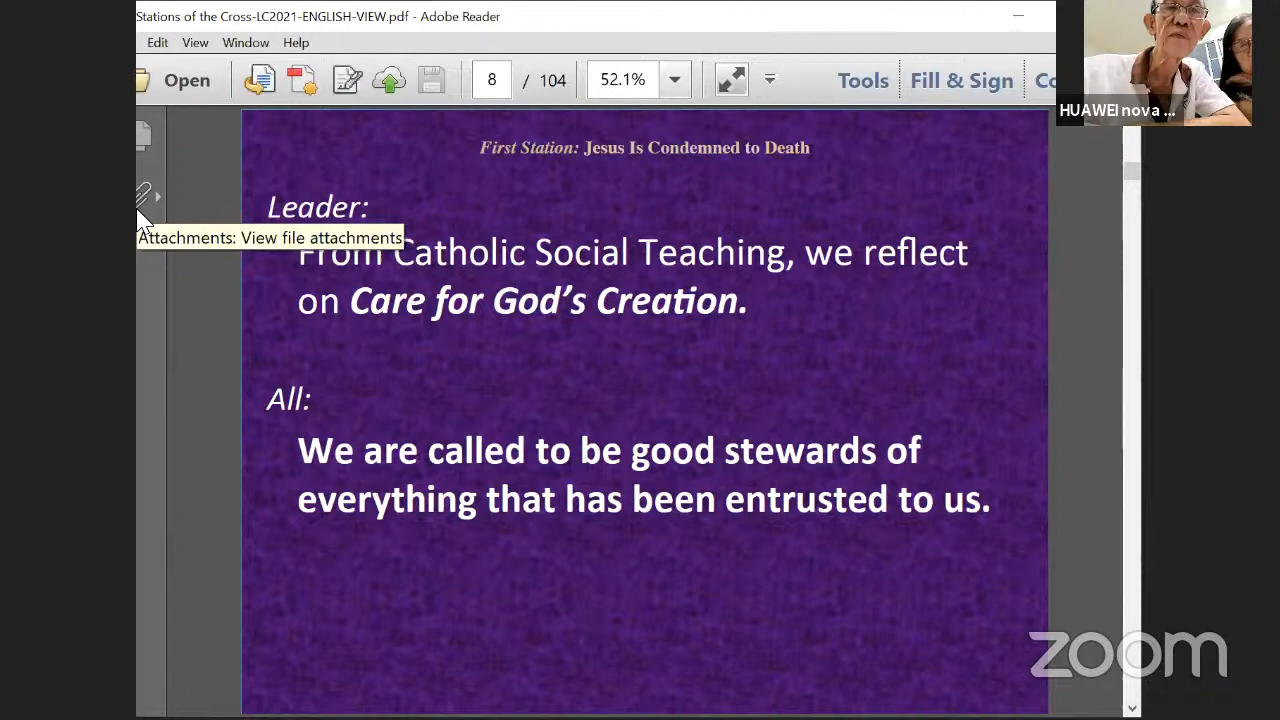 Stations of the Cross-LC2021-ENGLISH-VIEW.pdf - Adobe Reader
Edit View Window Help
Open 8 / 104 52.1% Tools Fill & Sign Co
HUAWEI nova ...
First Station: Jesus Is Condemned to Death
Leader:
Attachments: View file attachments
From Catholic Social Teaching, we reflect
on Care for God's Creation.
All:
We are called to be good stewards of
everything that has been entrusted to us.
zoom